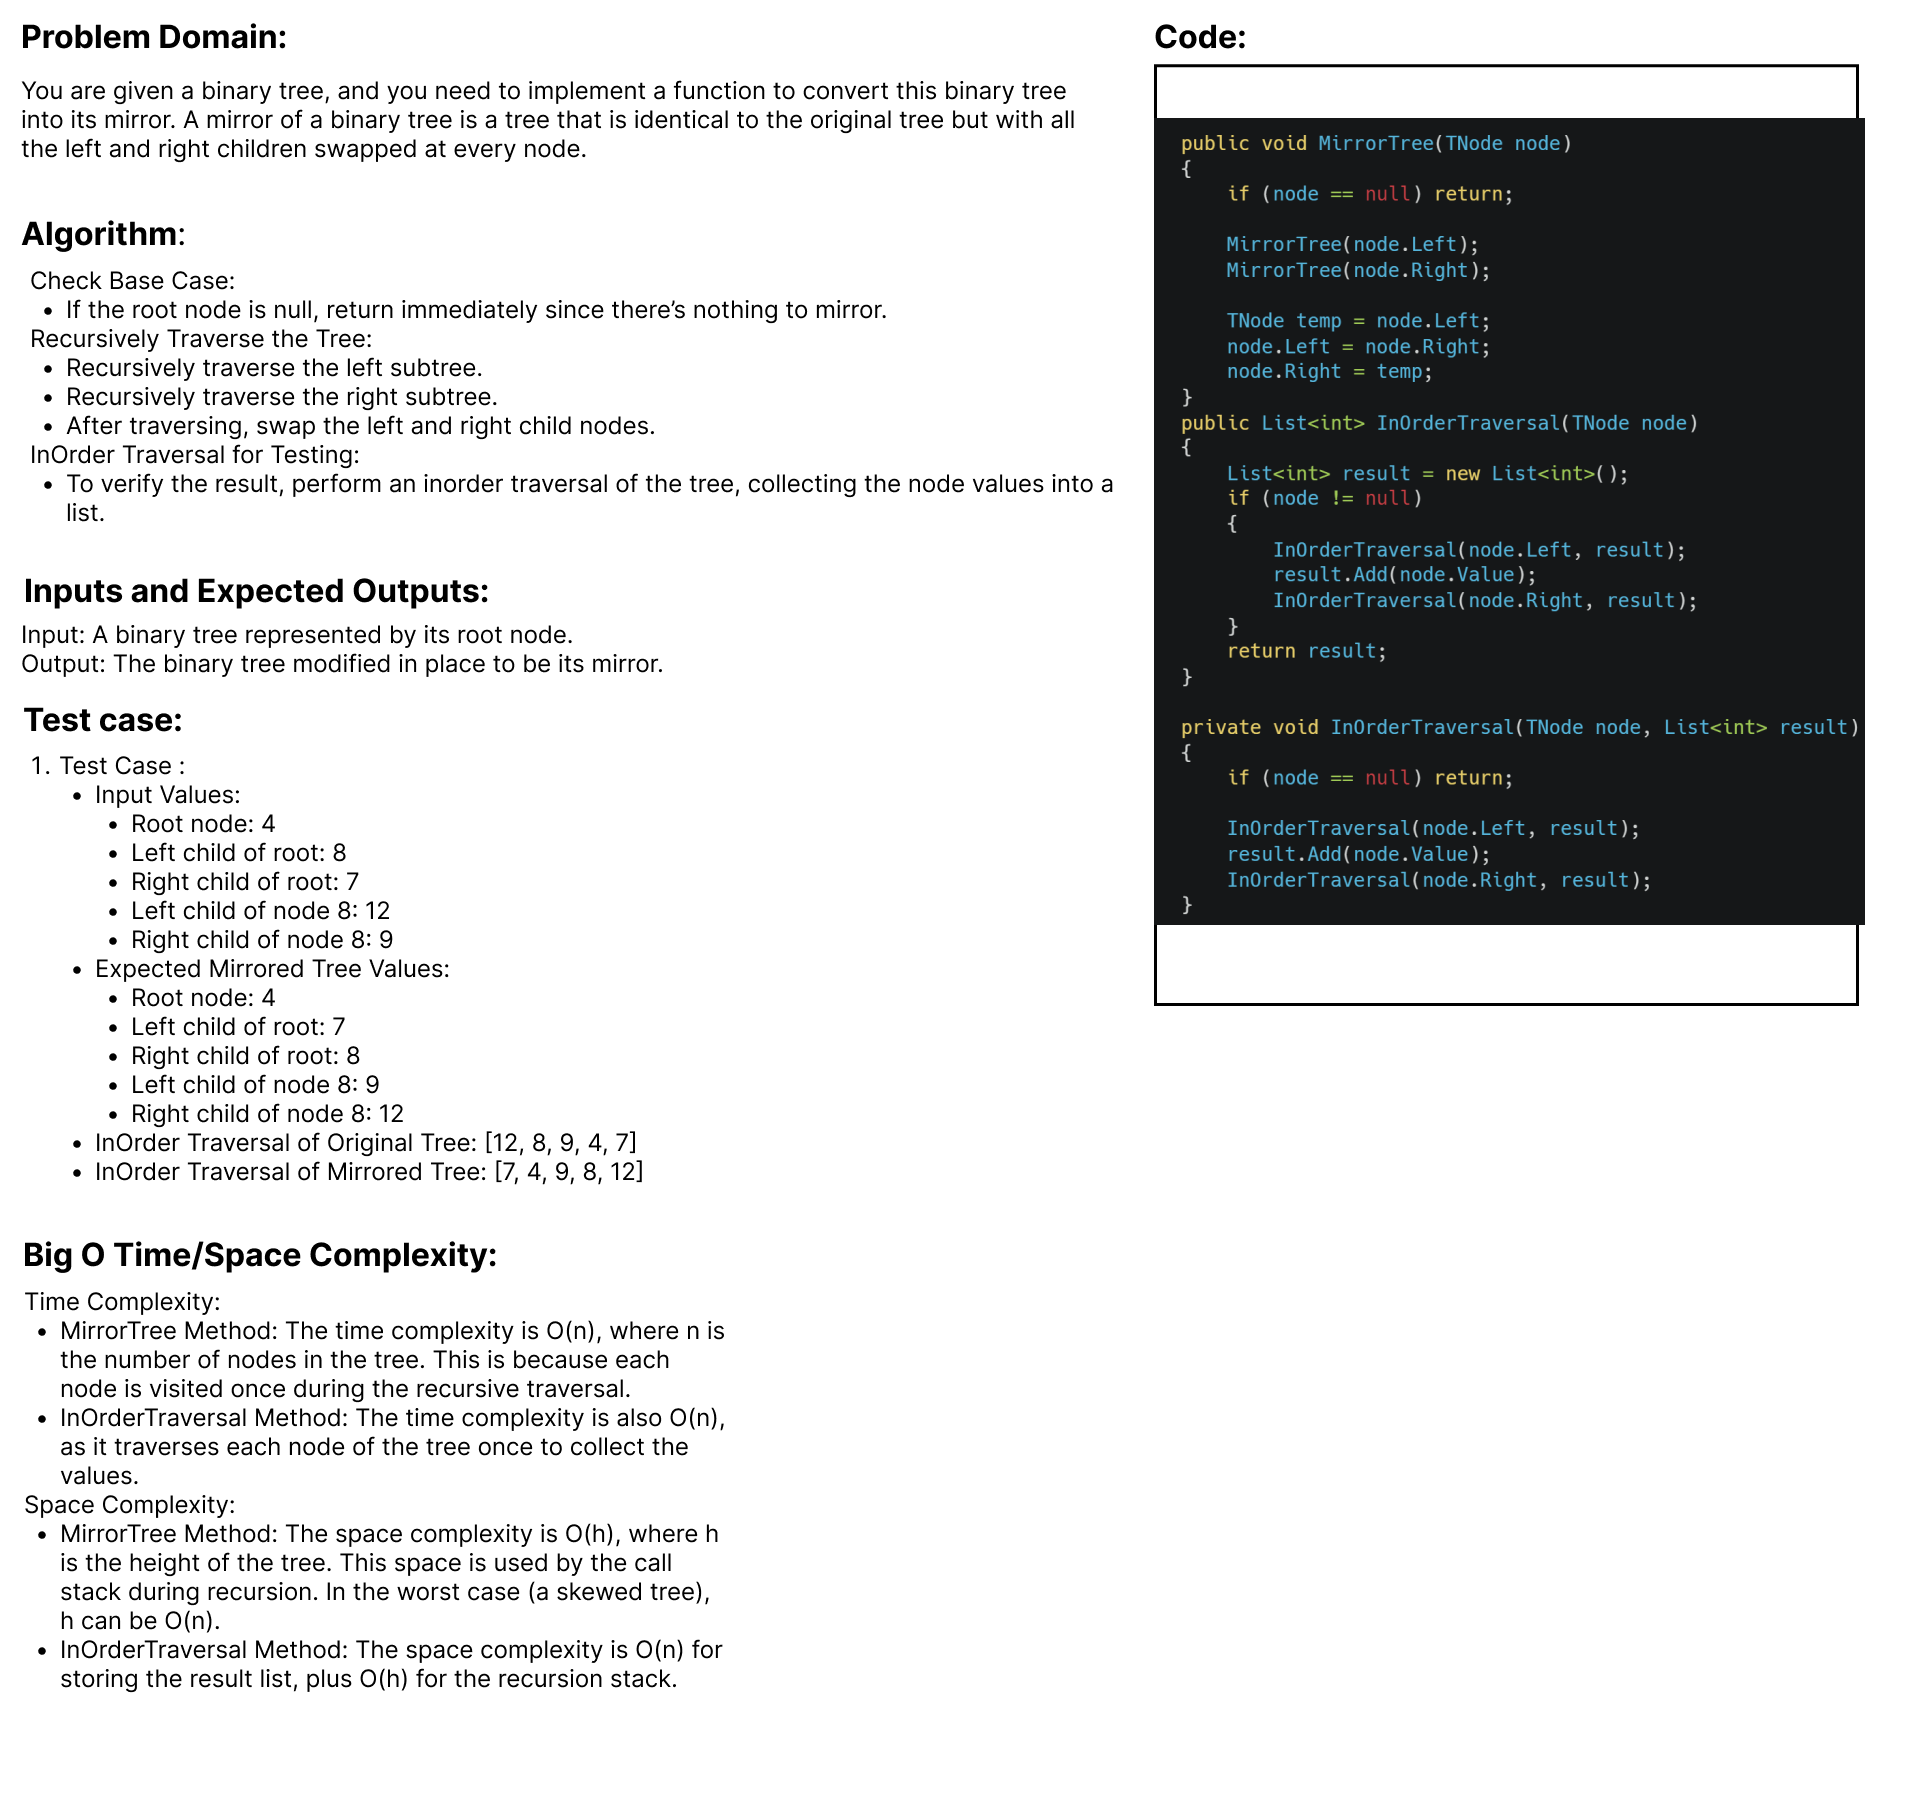 Problem Domain:
You are given a binary tree, and you need to implement a function to convert this binary tree
into its mirror. A mirror of a binary tree is a tree that is identical to the original tree but with all
the left and right children swapped at every node.
Algorithm:
Check Base Case:
• If the root node is null, return immediately since there’s nothing to mirror.
Recursively Traverse the Tree:
• Recursively traverse the left subtree.
• Recursively traverse the right subtree.
• After traversing, swap the left and right child nodes.
InOrder Traversal for Testing:
• To verify the result, perform an inorder traversal of the tree, collecting the node values into a
list.
Inputs and Expected Outputs:
Input: A binary tree represented by its root node.
Output: The binary tree modified in place to be its mirror.
Test case:
1. Test Case :
• Input Values:
• Root node: 4
• Left child of root: 8
• Right child of root: 7
• Left child of node 8: 12
• Right child of node 8: 9
• Expected Mirrored Tree Values:
• Root node: 4
• Left child of root: 7
• Right child of root: 8
• Left child of node 8: 9
• Right child of node 8: 12
• InOrder Traversal of Original Tree: [12, 8, 9, 4, 7]
• InOrder Traversal of Mirrored Tree: [7, 4, 9, 8, 12]
Big O Time/Space Complexity:
Time Complexity:
• MirrorTree Method: The time complexity is O(n), where n is
the number of nodes in the tree. This is because each
node is visited once during the recursive traversal.
• InOrderTraversal Method: The time complexity is also O(n),
as it traverses each node of the tree once to collect the
values.
Space Complexity:
• MirrorTree Method: The space complexity is O(h), where h
is the height of the tree. This space is used by the call
stack during recursion. In the worst case (a skewed tree),
h can be O(n).
• InOrderTraversal Method: The space complexity is O(n) for
storing the result list, plus O(h) for the recursion stack.
Code:
public void MirrorTree(TNode node)
{
    if (node == null) return;

    MirrorTree(node.Left);
    MirrorTree(node.Right);

    TNode temp = node.Left;
    node.Left = node.Right;
    node.Right = temp;
}
public List<int> InOrderTraversal(TNode node)
{
    List<int> result = new List<int>();
    if (node != null)
    {
        InOrderTraversal(node.Left, result);
        result.Add(node.Value);
        InOrderTraversal(node.Right, result);
    }
    return result;
}

private void InOrderTraversal(TNode node, List<int> result)
{
    if (node == null) return;

    InOrderTraversal(node.Left, result);
    result.Add(node.Value);
    InOrderTraversal(node.Right, result);
}